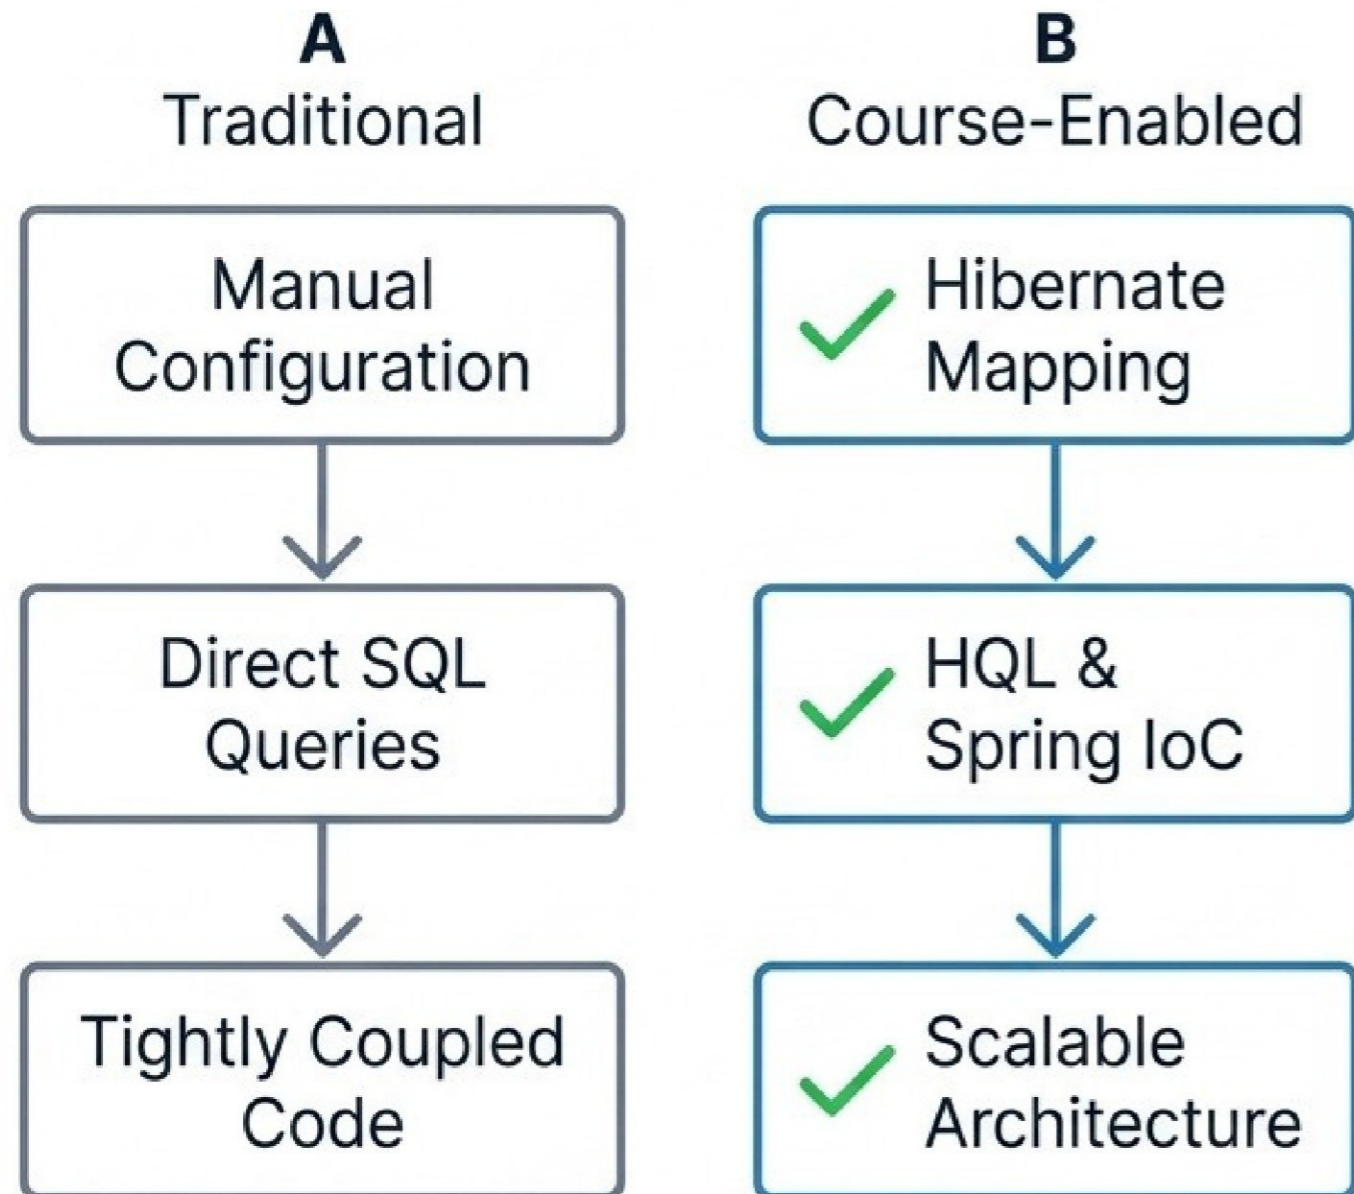 A
Traditional
Manual
Configuration
Direct SQL
Queries
Tightly Coupled
Code
B
Course-Enabled
Hibernate
Mapping
HQL &
Spring IoC
Scalable
Architecture